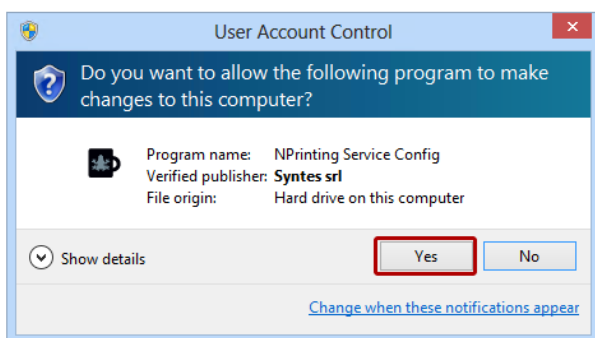 User Account Control
Do you want to allow the following program to make
changes to this computer?
Program name: NPrinting Service Config
Verified publisher: Syntes srl
File origin: Hard drive on this computer
Show details
Yes
No
Change when these notifications appear